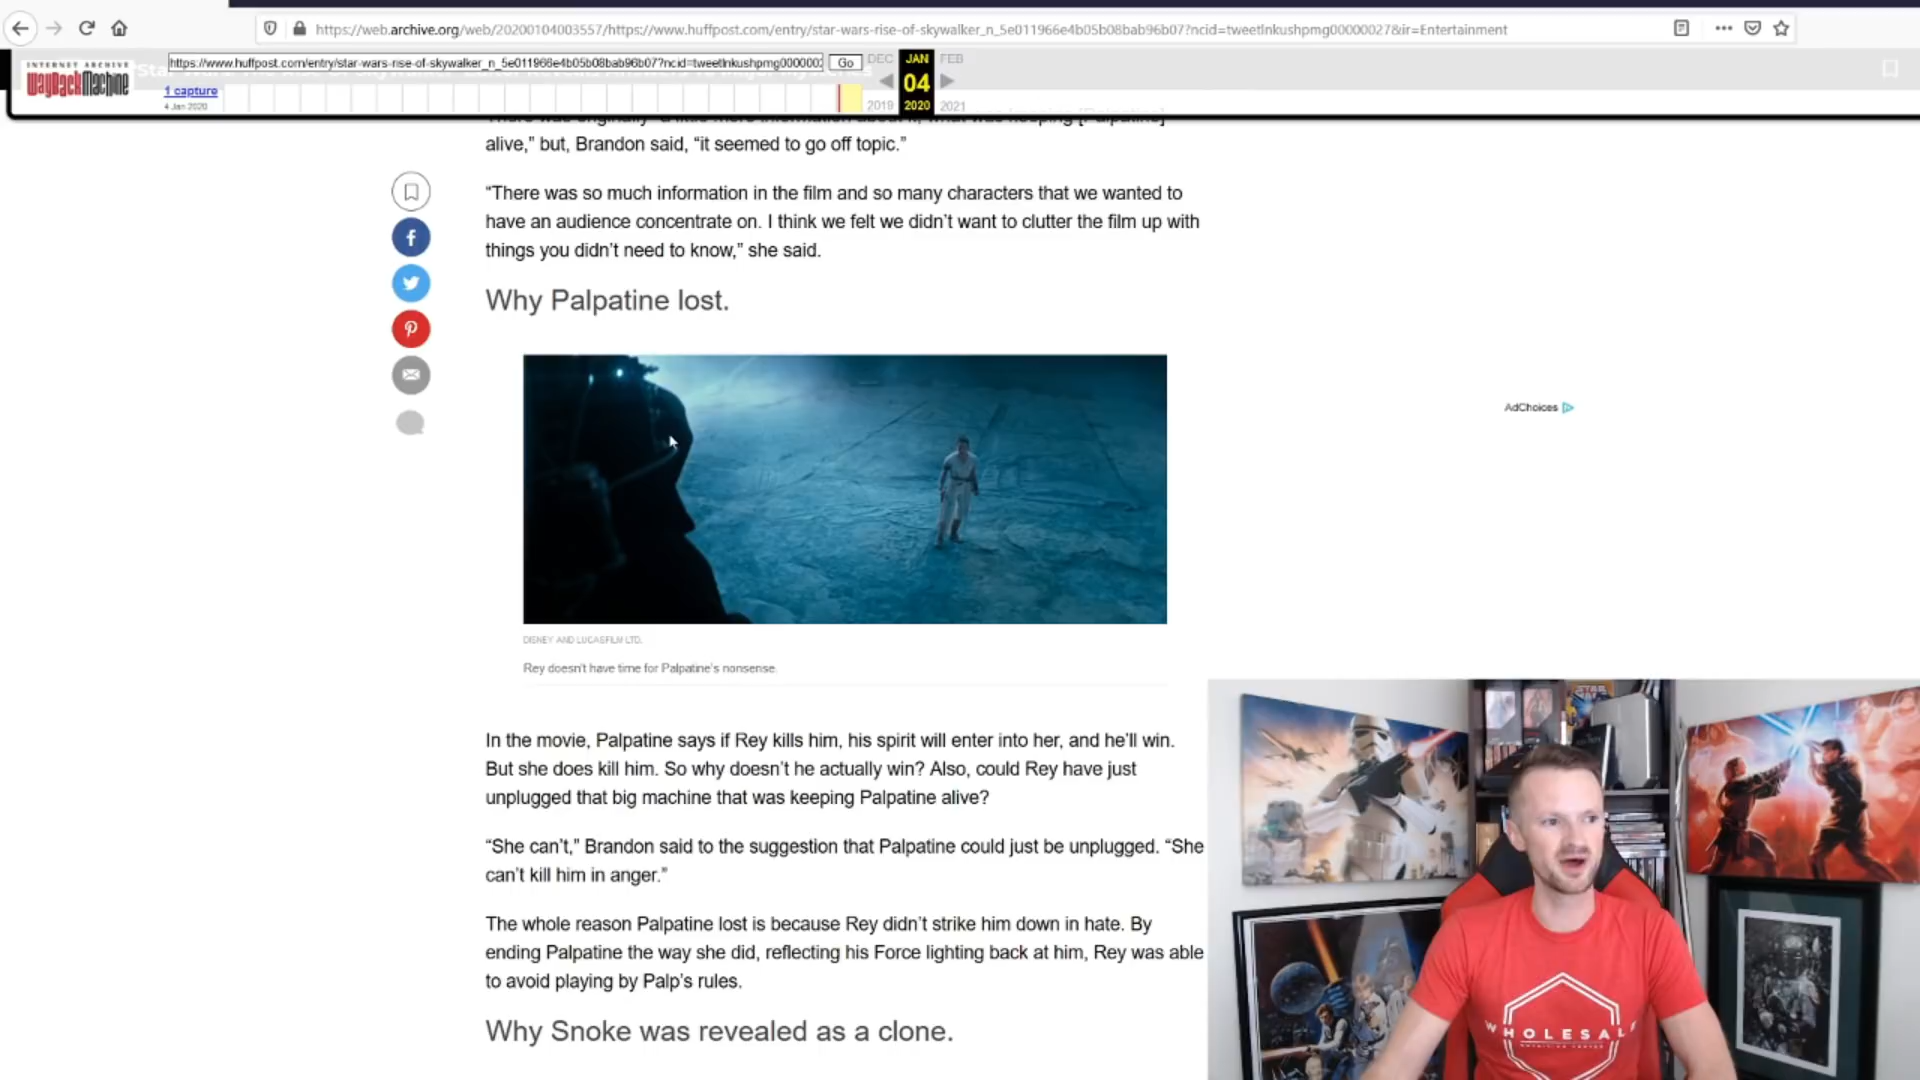 https://web.archive.org/web/20200104003557/https://www.huffpost.com/entry/star-wars-rise-of-skywalker_n_5e011966e4b05b08bab96b07?ncid=tweetlnkushpmg00000027&ir=Entertainment
INTERNET ARCHIVE
WayBackMachine
https://www.huffpost.com/entry/star-wars-rise-of-skywalker_n_5e011966e4b05b08bab96b07?ncid=tweetlnkushpmg0000002
Go
DEC
JAN
FEB
04
1 capture
4 Jan 2020
2019
2020
2021
alive,” but, Brandon said, “it seemed to go off topic.”
“There was so much information in the film and so many characters that we wanted to
have an audience concentrate on. I think we felt we didn’t want to clutter the film up with
things you didn’t need to know,” she said.
Why Palpatine lost.
AdChoices
DISNEY AND LUCASFILM LTD.
Rey doesn't have time for Palpatine's nonsense.
In the movie, Palpatine says if Rey kills him, his spirit will enter into her, and he’ll win.
But she does kill him. So why doesn’t he actually win? Also, could Rey have just
unplugged that big machine that was keeping Palpatine alive?
“She can’t,” Brandon said to the suggestion that Palpatine could just be unplugged. “She
can’t kill him in anger.”
The whole reason Palpatine lost is because Rey didn’t strike him down in hate. By
ending Palpatine the way she did, reflecting his Force lighting back at him, Rey was able
to avoid playing by Palp’s rules.
Why Snoke was revealed as a clone.
WHOLESAL